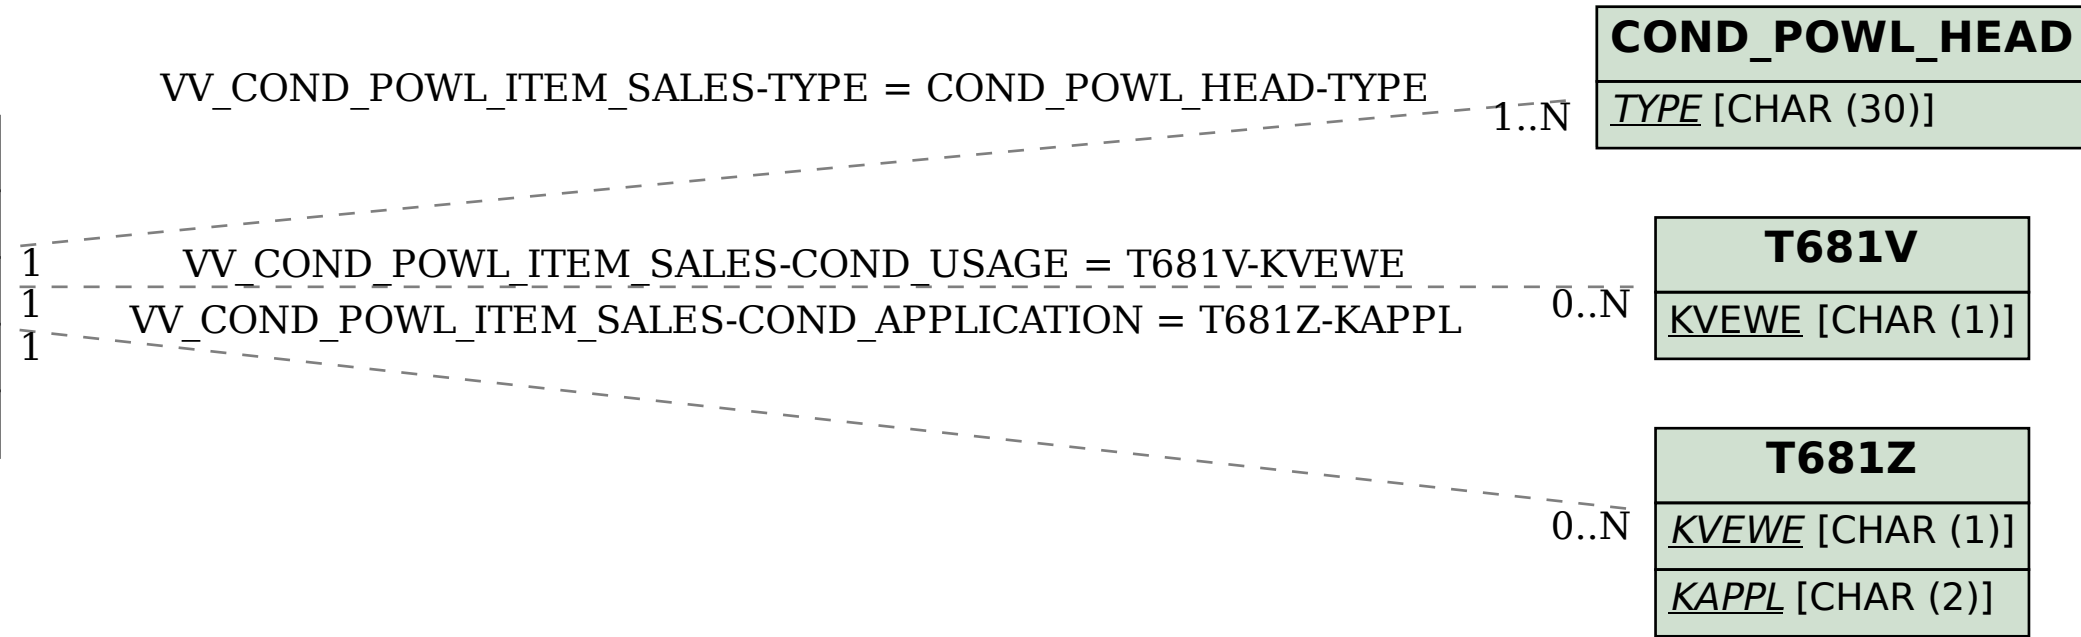 COND_POWL_HEAD
VV_COND_POWL_ITEM_SALES-TYPE = COND_POWL_HEAD-TYPE
1..N
TYPE [CHAR (30)]
T681V
1
VV_COND_POWL_ITEM_SALES-COND_USAGE = T681V-KVEWE
1
0..N
KVEWE [CHAR (1)]
VV_COND_POWL_ITEM_SALES-COND_APPLICATION = T681Z-KAPPL
1
T681Z
0..N
KVEWE [CHAR (1)]
KAPPL [CHAR (2)]